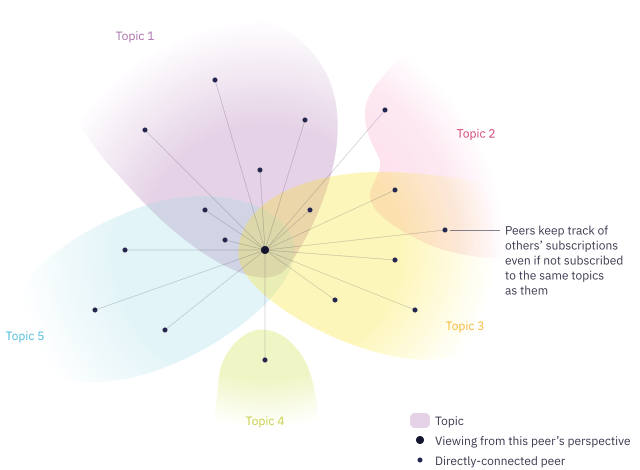 Topic 1
Topic 2
Peers keep track of
others’ subscriptions
even if not subscribed
to the same topics
as them
Topic 3
Topic 5
Topic 4
Topic
Viewing from this peer’s perspective
Directly-connected peer